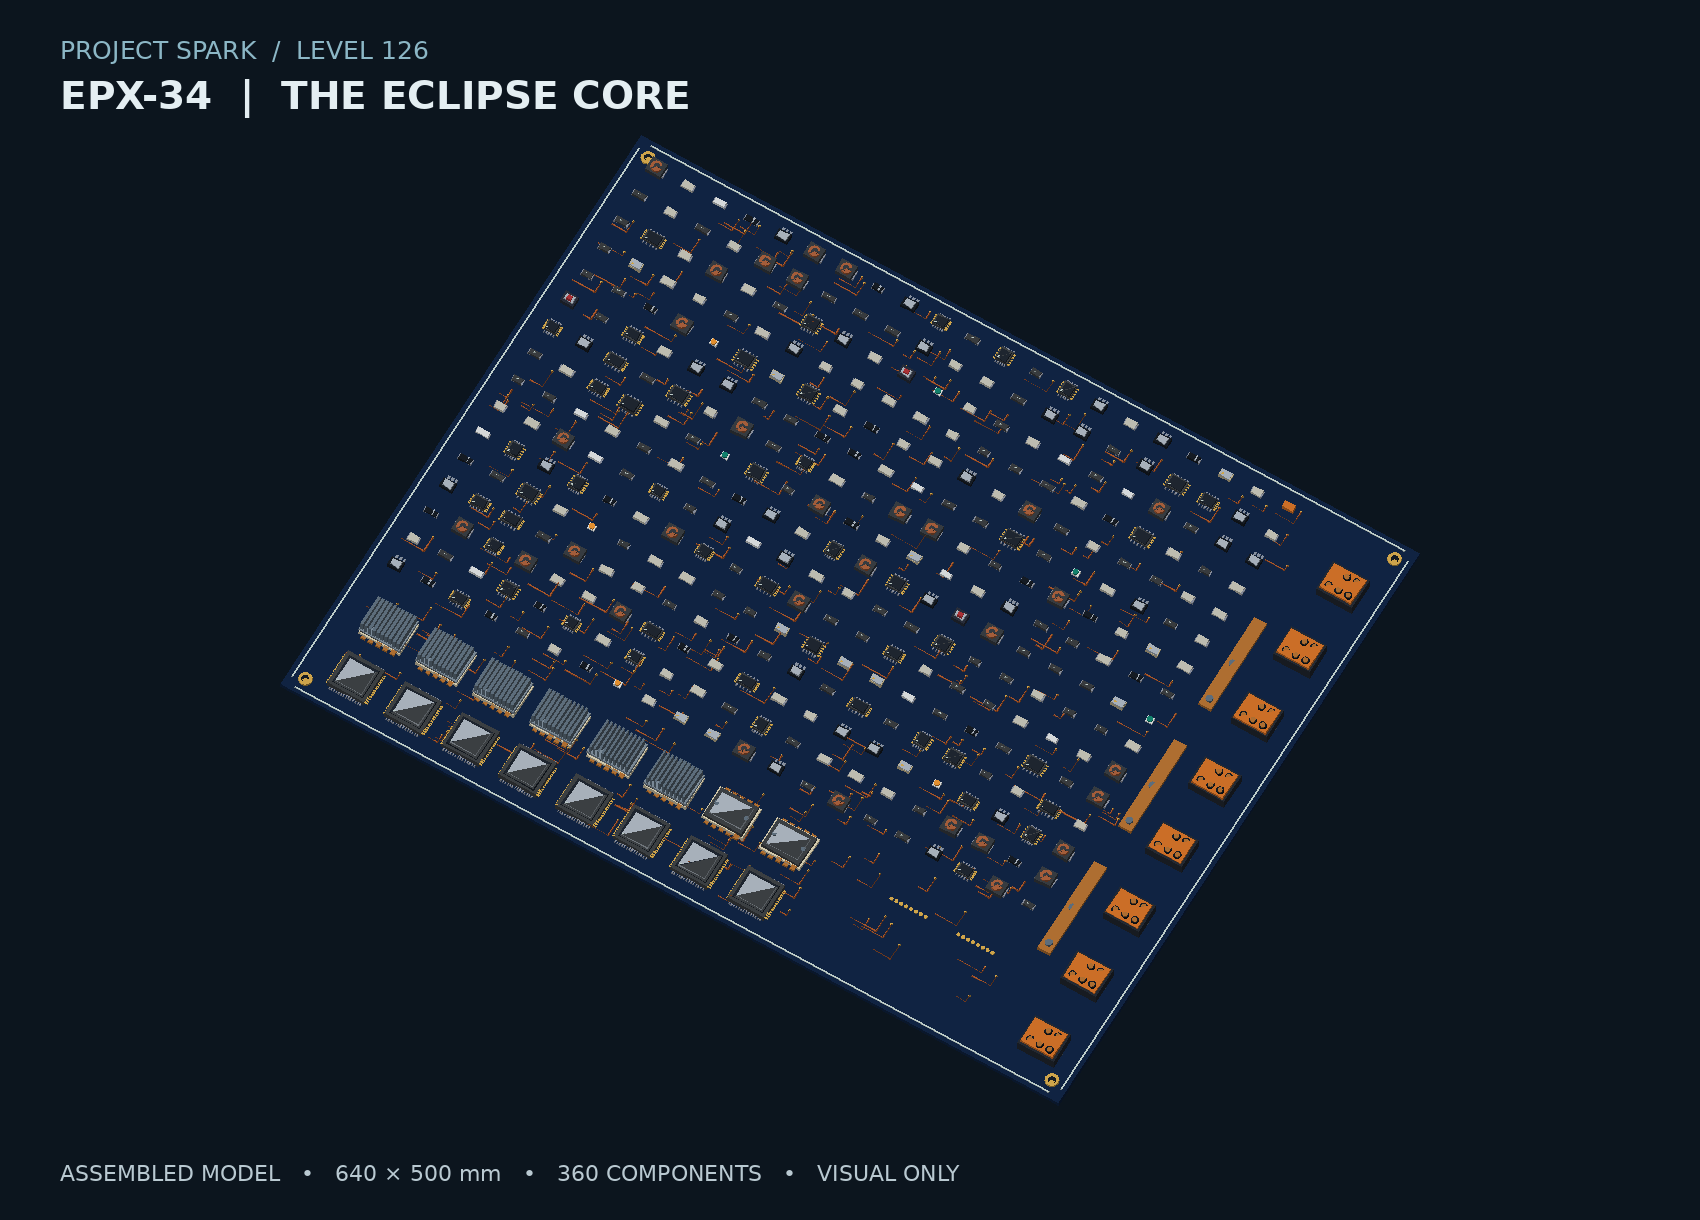 PROJECT SPARK / LEVEL 126
EPX-34 | THE ECLIPSE CORE
ASSEMBLED MODEL • 640 × 500 mm • 360 COMPONENTS • VISUAL ONLY